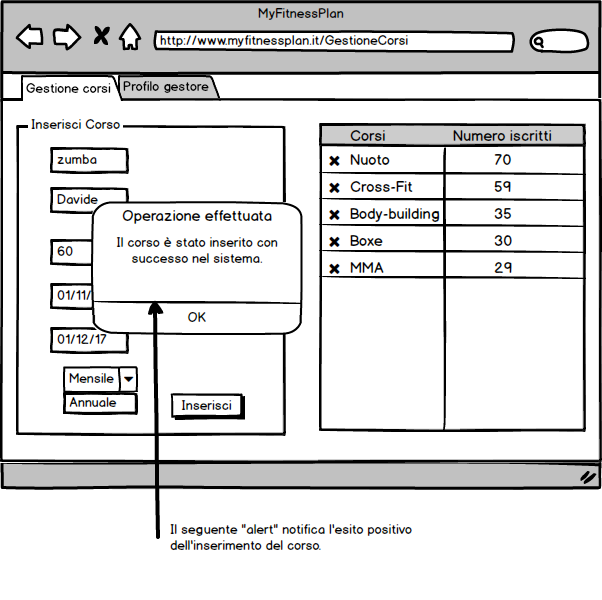 MyFitnessPlan
http://www.myfitnessplan.it/GestioneCorsi
Gestione corsi
Profilo gestore
Inserisci Corso
zumba
Davide
60
01/11/
01/12/17
Mensile
Annuale
Inserisci
Operazione effettuata
Il corso è stato inserito con
successo nel sistema.
OK
Corsi Numero iscritti
Nuoto 70
Cross-Fit 59
Body-building 35
Boxe 30
MMA 29
Il seguente "alert" notifica l'esito positivo
dell'inserimento del corso.